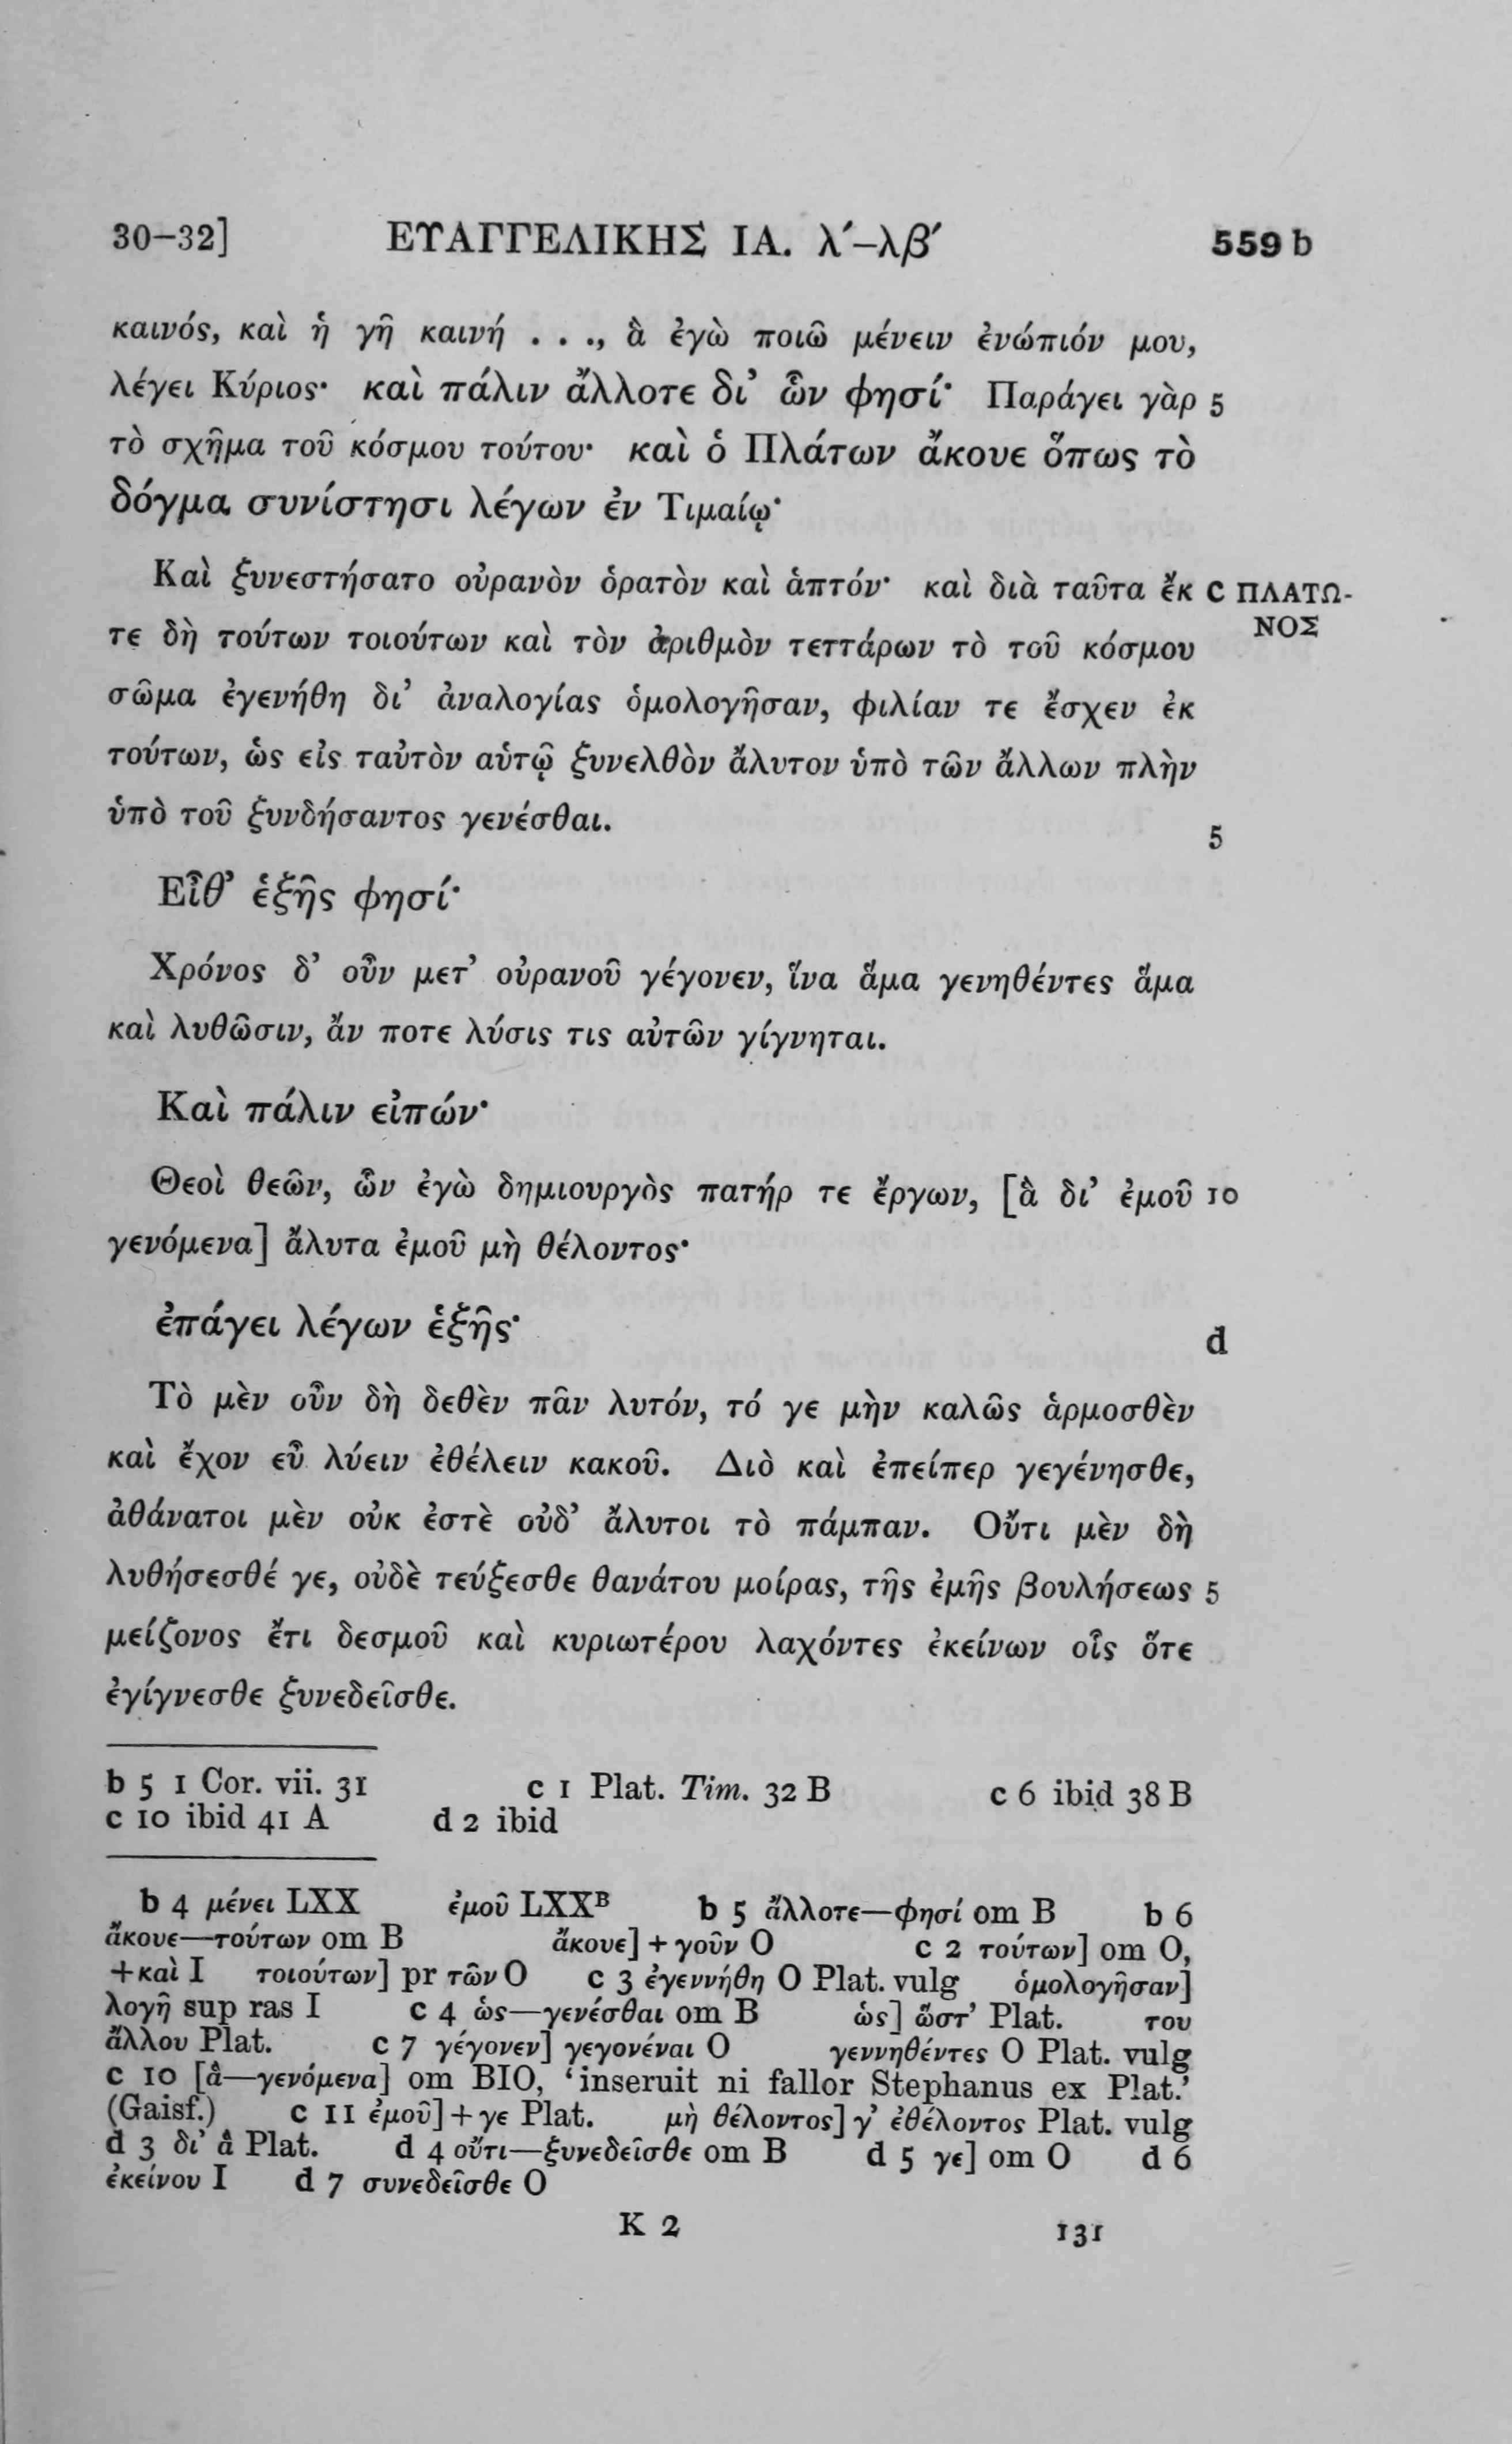 30–32] ΕΥΑΓΓΕΛΙΚΗΣ ΙΑ. λ′–λβ′ 559 b
καινός, καὶ ἡ γῆ καινή . . ., ἃ ἐγὼ ποιῶ μένειν ἐνώπιόν μου,
λέγει Κύριος· καὶ πάλιν ἄλλοτε δι’ ὧν φησί· Παράγει γὰρ 5
τὸ σχῆμα τοῦ κόσμου τούτου· καὶ ὁ Πλάτων ἄκουε ὅπως τὸ
δόγμα συνίστησι λέγων ἐν Τιμαίῳ·
Καὶ ξυνεστήσατο οὐρανὸν ὁρατὸν καὶ ἁπτόν· καὶ διὰ ταῦτα ἔκ c ΠΛΑΤΩ-
ΝΟΣ
τε δὴ τούτων τοιούτων καὶ τὸν ἀριθμὸν τεττάρων τὸ τοῦ κόσμου
σῶμα ἐγενήθη δι’ ἀναλογίας ὁμολογῆσαν, φιλίαν τε ἔσχεν ἐκ
τούτων, ὡς εἰς ταὐτὸν αὑτῷ ξυνελθὸν ἄλυτον ὑπὸ τῶν ἄλλων πλὴν
ὑπὸ τοῦ ξυνδήσαντος γενέσθαι. 5
Εἶθ’ ἑξῆς φησί·
Χρόνος δ’ οὖν μετ’ οὐρανοῦ γέγονεν, ἵνα ἅμα γενηθέντες ἅμα
καὶ λυθῶσιν, ἄν ποτε λύσις τις αὐτῶν γίγνηται.
Καὶ πάλιν εἰπών·
Θεοὶ θεῶν, ὧν ἐγὼ δημιουργὸς πατήρ τε ἔργων, [ἃ δι’ ἐμοῦ 10
γενόμενα] ἄλυτα ἐμοῦ μὴ θέλοντος·
ἐπάγει λέγων ἑξῆς· d
Τὸ μὲν οὖν δὴ δεθὲν πᾶν λυτόν, τό γε μὴν καλῶς ἁρμοσθὲν
καὶ ἔχον εὖ λύειν ἐθέλειν κακοῦ. Διὸ καὶ ἐπείπερ γεγένησθε,
ἀθάνατοι μὲν οὐκ ἐστὲ οὐδ’ ἄλυτοι τὸ πάμπαν. Οὔτι μὲν δὴ
λυθήσεσθέ γε, οὐδὲ τεύξεσθε θανάτου μοίρας, τῆς ἐμῆς βουλήσεως 5
μείζονος ἔτι δεσμοῦ καὶ κυριωτέρου λαχόντες ἐκείνων οἷς ὅτε
ἐγίγνεσθε ξυνεδεῖσθε.
b 5 1 Cor. vii. 31 c 1 Plat. Tim. 32 B c 6 ibid 38 B
c 10 ibid 41 A d 2 ibid
b 4 μένει LXX ἐμοῦ LXXᴮ b 5 ἄλλοτε—φησί om B b 6
ἄκουε—τούτων om B ἄκουε] + γοῦν O c 2 τούτων] om O,
+καὶ I τοιούτων] pr τῶν O c 3 ἐγεννήθη O Plat. vulg ὁμολογῆσαν]
λογῆ sup ras I c 4 ὡς—γενέσθαι om B ὡς] ὥστ’ Plat. του
ἄλλου Plat. c 7 γέγονεν] γεγονέναι O γεννηθέντες O Plat. vulg
c 10 [ἃ—γενόμενα] om BIO, ‘inseruit ni fallor Stephanus ex Plat.’
(Gaisf.) c 11 ἐμοῦ] + γε Plat. μὴ θέλοντος] γ’ ἐθέλοντος Plat. vulg
d 3 δι’ ἃ Plat. d 4 οὔτι—ξυνεδεῖσθε om B d 5 γε] om O d 6
ἐκείνου I d 7 συνεδεῖσθε O
K 2 131